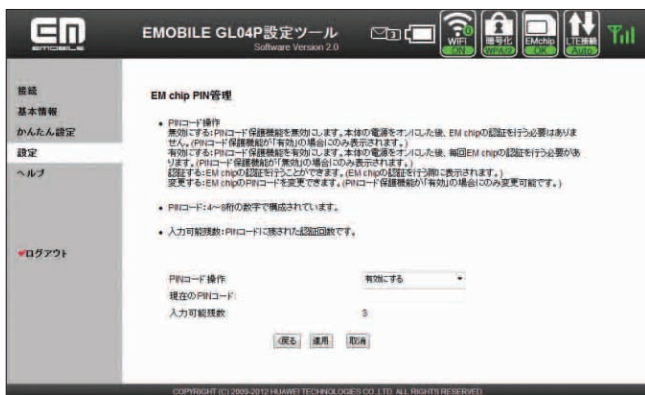 EM
EMOBILE
EMOBILE GL04P設定ツール
Software Version 2.0
3
WiFi
ON
暗号化
WPA/2
EMchip
OK
LTE接続
Auto
接続
基本情報
かんたん設定
設定
ヘルプ
ログアウト
EM chip PIN管理
• PINコード操作
無効にする:PINコード保護機能を無効にします。本体の電源をオンにした後、EM chipの認証を行う必要はありま
せん。(PINコード保護機能が「有効」の場合にのみ表示されます。)
有効にする:PINコード保護機能を有効にします。本体の電源をオンにした後、毎回EM chipの認証を行う必要があ
ります。(PINコード保護機能が「無効」の場合にのみ表示されます。)
認証する:EM chipの認証を行うことができます。(EM chipの認証を行う際に表示されます。)
変更する:EM chipのPINコードを変更できます。(PINコード保護機能が「有効」の場合にのみ変更可能です。)
• PINコード:4~8桁の数字で構成されています。
• 入力可能残数:PINコードに残された認証回数です。
PINコード操作 有効にする
現在のPINコード:
入力可能残数 3
<戻る 適用 取消
COPYRIGHT (C) 2009-2012 HUAWEI TECHNOLOGIES CO.,LTD. ALL RIGHTS RESERVED.